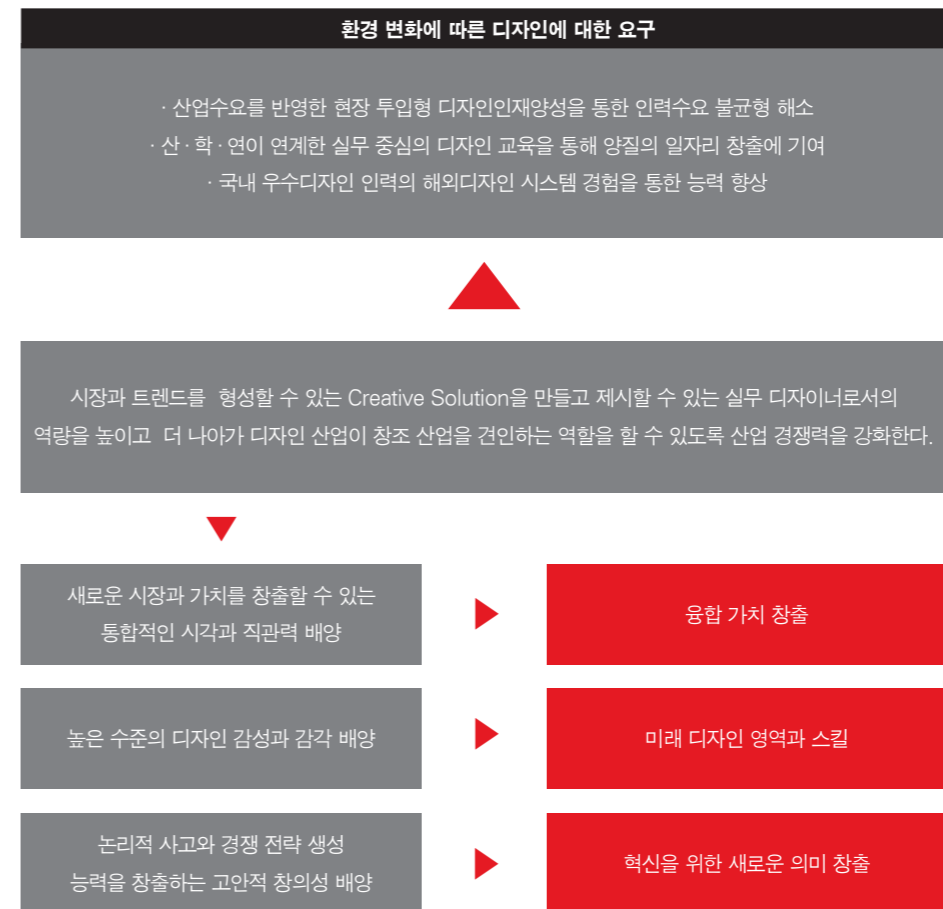 환경 변화에 따른 디자인에 대한 요구
· 산업수요를 반영한 현장 투입형 디자인인재양성을 통한 인력수요 불균형 해소
· 산·학·연이 연계한 실무 중심의 디자인 교육을 통해 양질의 일자리 창출에 기여
· 국내 우수디자인 인력의 해외디자인 시스템 경험을 통한 능력 향상
시장과 트렌드를 형성할 수 있는 Creative Solution을 만들고 제시할 수 있는 실무 디자이너로서의
역량을 높이고 더 나아가 디자인 산업이 창조 산업을 견인하는 역할을 할 수 있도록 산업 경쟁력을 강화한다.
새로운 시장과 가치를 창출할 수 있는
통합적인 시각과 직관력 배양
융합 가치 창출
높은 수준의 디자인 감성과 감각 배양
미래 디자인 영역과 스킬
논리적 사고와 경쟁 전략 생성
능력을 창출하는 고안적 창의성 배양
혁신을 위한 새로운 의미 창출